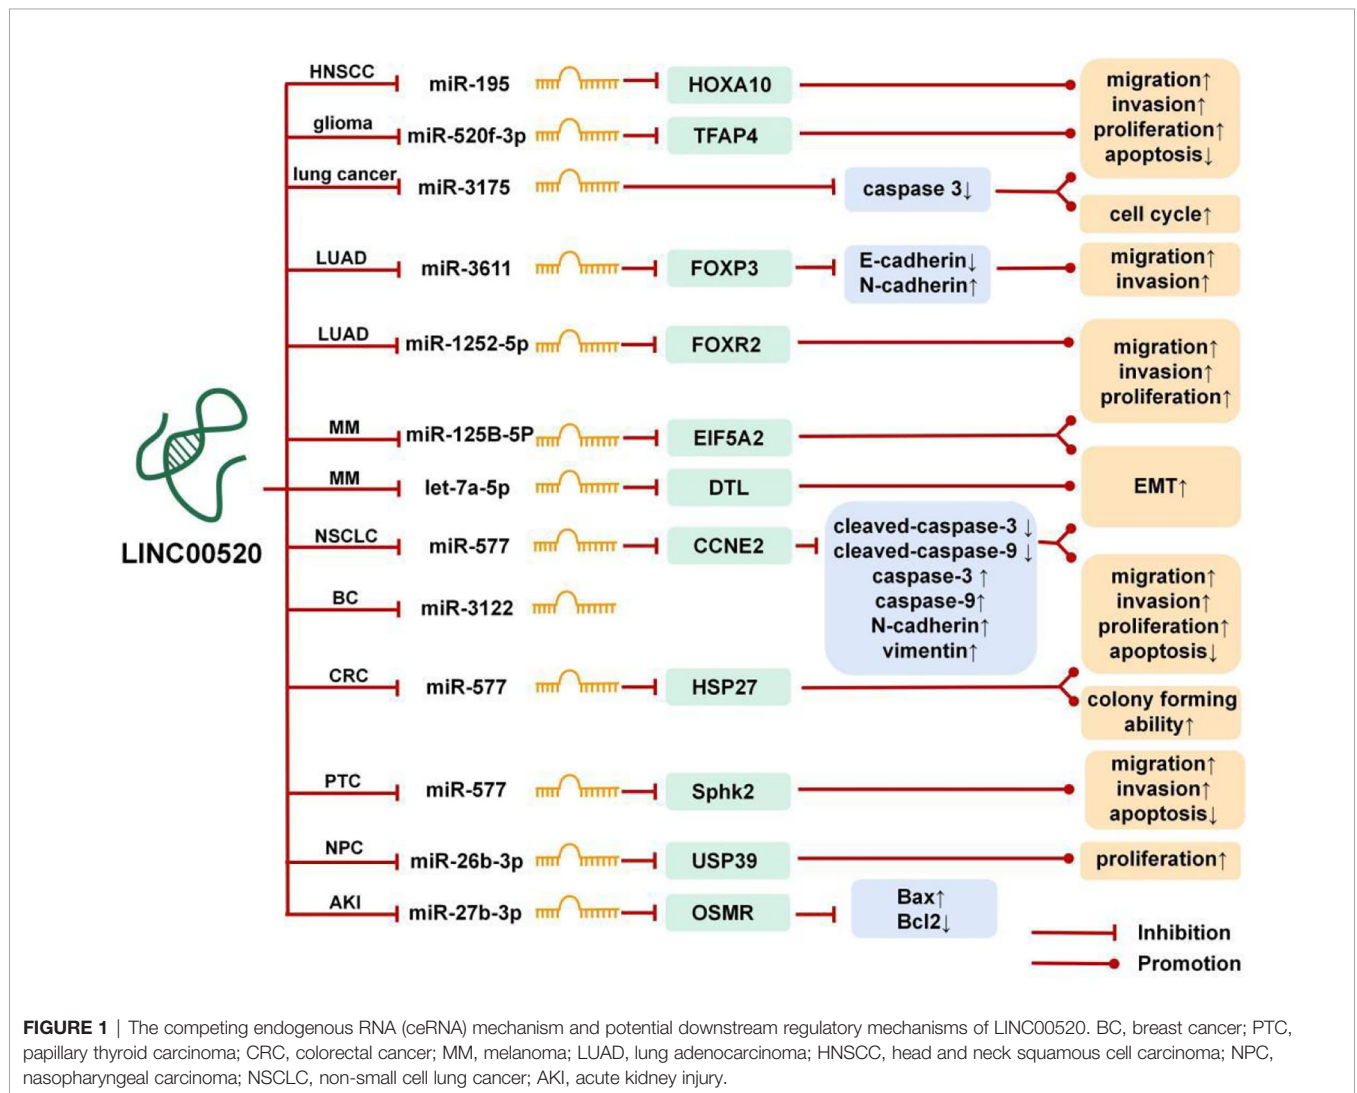 HNSCC
miR-195
HOXA10
migration↑
invasion↑
proliferation↑
apoptosis↓
glioma
miR-520f-3p
TFAP4
lung cancer
miR-3175
caspase 3↓
cell cycle↑
LUAD
miR-3611
FOXP3
E-cadherin↓
N-cadherin↑
migration↑
invasion↑
LUAD
miR-1252-5p
FOXR2
migration↑
invasion↑
proliferation↑
MM
miR-125B-5P
EIF5A2
MM
let-7a-5p
DTL
EMT↑
LINC00520
NSCLC
miR-577
CCNE2
cleaved-caspase-3 ↓
cleaved-caspase-9 ↓
caspase-3 ↑
caspase-9↑
N-cadherin↑
vimentin↑
migration↑
invasion↑
proliferation↑
apoptosis↓
BC
miR-3122
CRC
miR-577
HSP27
colony forming
ability↑
PTC
miR-577
Sphk2
migration↑
invasion↑
apoptosis↓
NPC
miR-26b-3p
USP39
proliferation↑
AKI
miR-27b-3p
OSMR
Bax↑
Bcl2↓
Inhibition
Promotion
FIGURE 1 | The competing endogenous RNA (ceRNA) mechanism and potential downstream regulatory mechanisms of LINC00520. BC, breast cancer; PTC,
papillary thyroid carcinoma; CRC, colorectal cancer; MM, melanoma; LUAD, lung adenocarcinoma; HNSCC, head and neck squamous cell carcinoma; NPC,
nasopharyngeal carcinoma; NSCLC, non-small cell lung cancer; AKI, acute kidney injury.